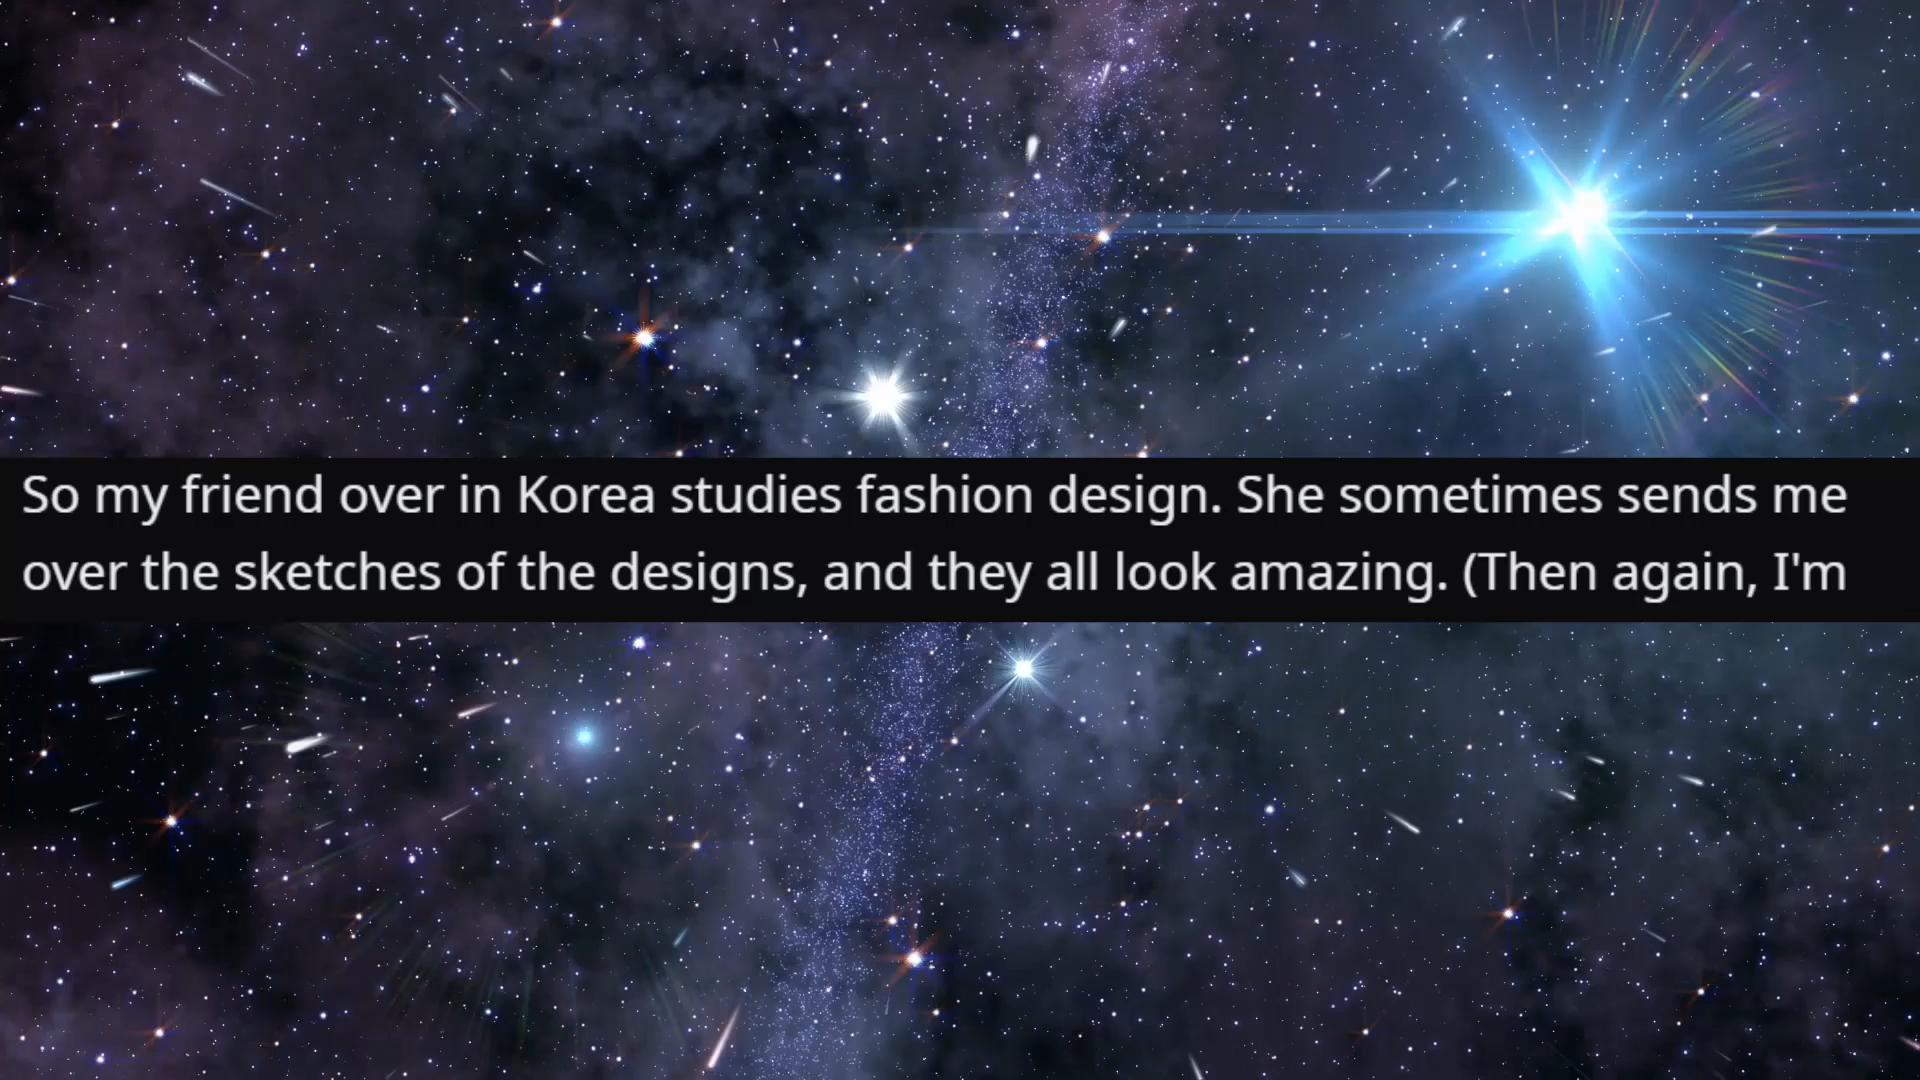 So my friend over in Korea studies fashion design. She sometimes sends me
over the sketches of the designs, and they all look amazing. (Then again, I'm